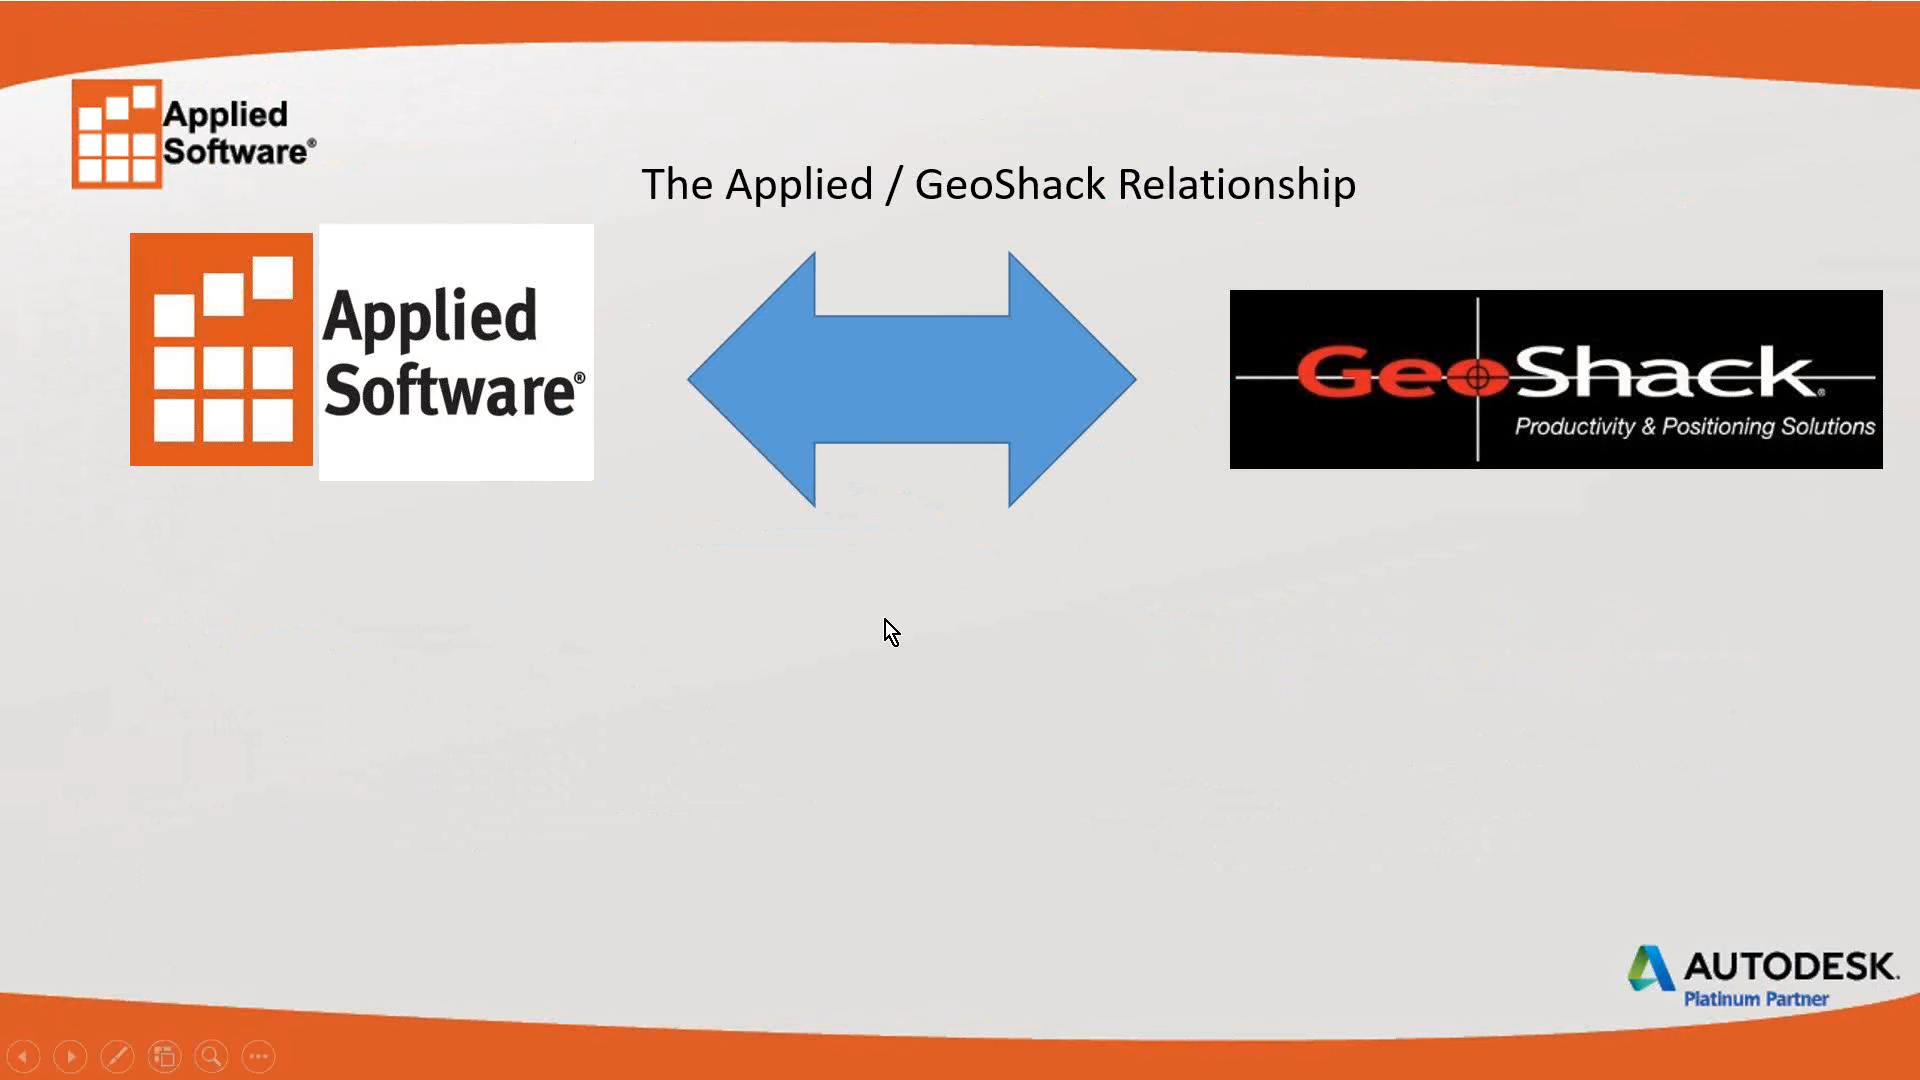 Applied
Software®
The Applied / GeoShack Relationship
Applied
Software®
GeoShack®
Productivity & Positioning Solutions
AUTODESK.
Platinum Partner